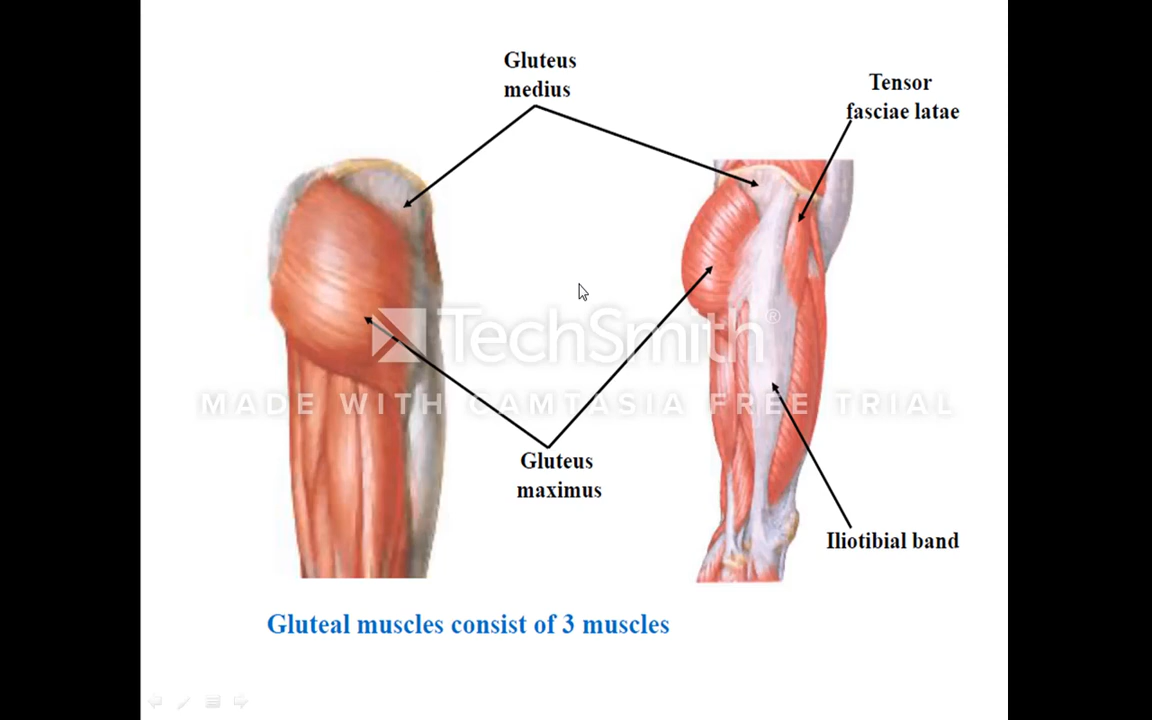 Gluteus
medius
Tensor
fasciae latae
TechSmith®
MADE WITH CAMTASIA FREE TRIAL
Gluteus
maximus
Iliotibial band
Gluteal muscles consist of 3 muscles